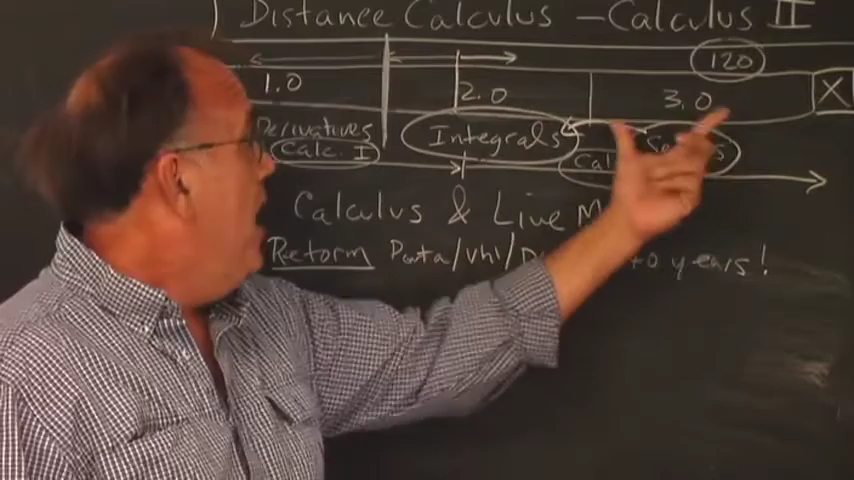 ) Distance Calculus - Calculus II
120
1.0 2.0 3.0 X
Derivatives Integrals
Calc. I
Calculus & Live
Reform years!